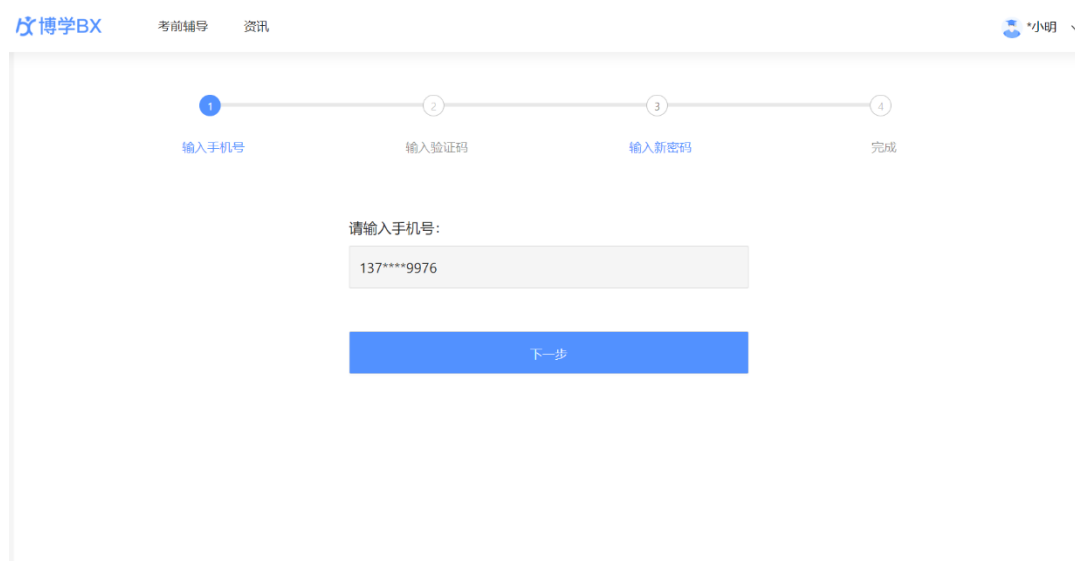 博学BX 考前辅导 资讯 *小明
1 2 3 4
输入手机号 输入验证码 输入新密码 完成
请输入手机号：
137****9976
下一步